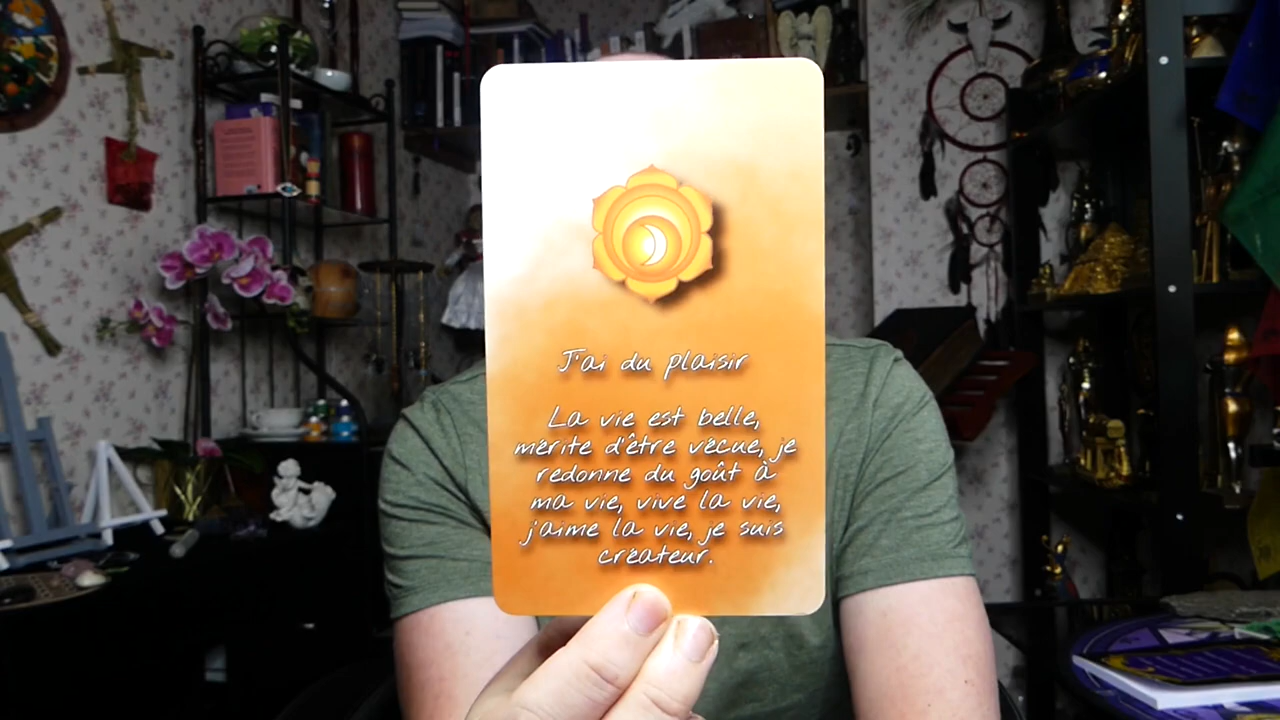 J'ai du plaisir
La vie est belle,
mérite d'être vécue, je
redonne du goût à
ma vie, vive la vie,
j'aime la vie, je suis
créateur.